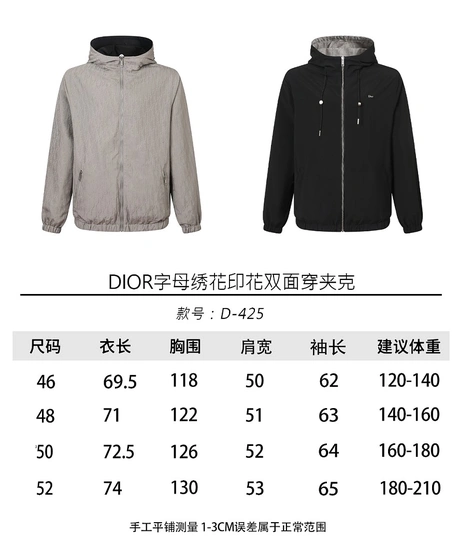 DIOR字母绣花印花双面穿夹克
款号：D-425
尺码 衣长 胸围 肩宽 袖长 建议体重
46 69.5 118 50 62 120-140
48 71 122 51 63 140-160
50 72.5 126 52 64 160-180
52 74 130 53 65 180-210
手工平铺测量 1-3CM误差属于正常范围